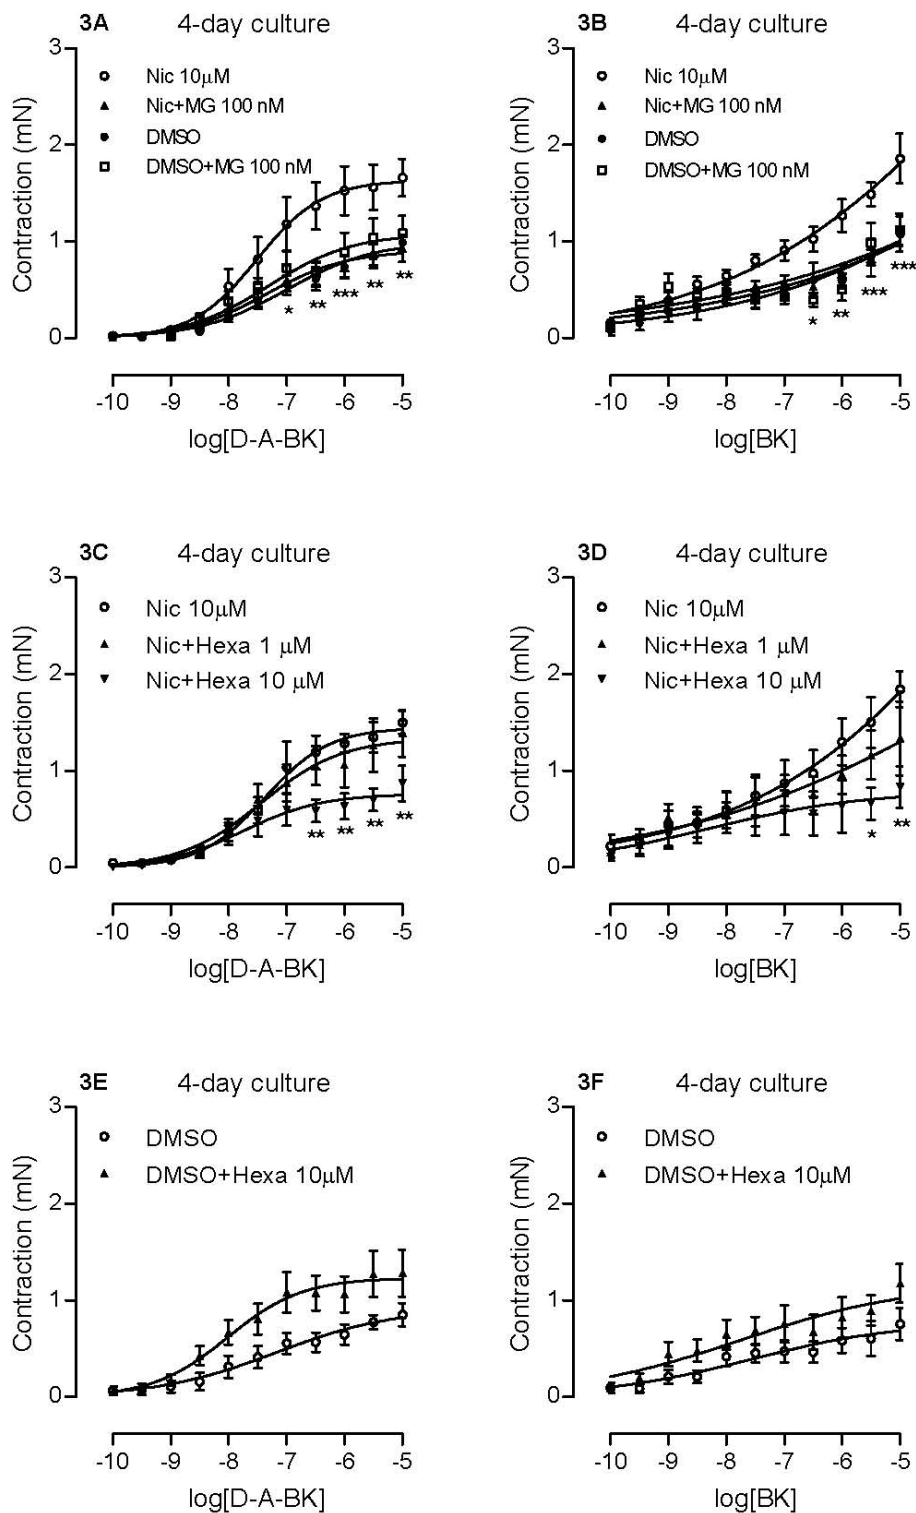 3A 4-day culture
3
Nic 10μM
Nic+MG 100 nM
DMSO
DMSO+MG 100 nM
2
1
0
Contraction (mN)
* ** *** ** **
-10 -9 -8 -7 -6 -5
log[D-A-BK]
3B 4-day culture
3
Nic 10μM
Nic+MG 100 nM
DMSO
DMSO+MG 100 nM
2
1
0
Contraction (mN)
* ** *** ***
-10 -9 -8 -7 -6 -5
log[BK]
3C 4-day culture
3
Nic 10μM
Nic+Hexa 1 μM
Nic+Hexa 10 μM
2
1
0
Contraction (mN)
** ** ** **
-10 -9 -8 -7 -6 -5
log[D-A-BK]
3D 4-day culture
3
Nic 10μM
Nic+Hexa 1 μM
Nic+Hexa 10 μM
2
1
0
Contraction (mN)
* **
-10 -9 -8 -7 -6 -5
log[BK]
3E 4-day culture
3
DMSO
DMSO+Hexa 10μM
2
1
0
Contraction (mN)
-10 -9 -8 -7 -6 -5
log[D-A-BK]
3F 4-day culture
3
DMSO
DMSO+Hexa 10μM
2
1
0
Contraction (mN)
-10 -9 -8 -7 -6 -5
log[BK]